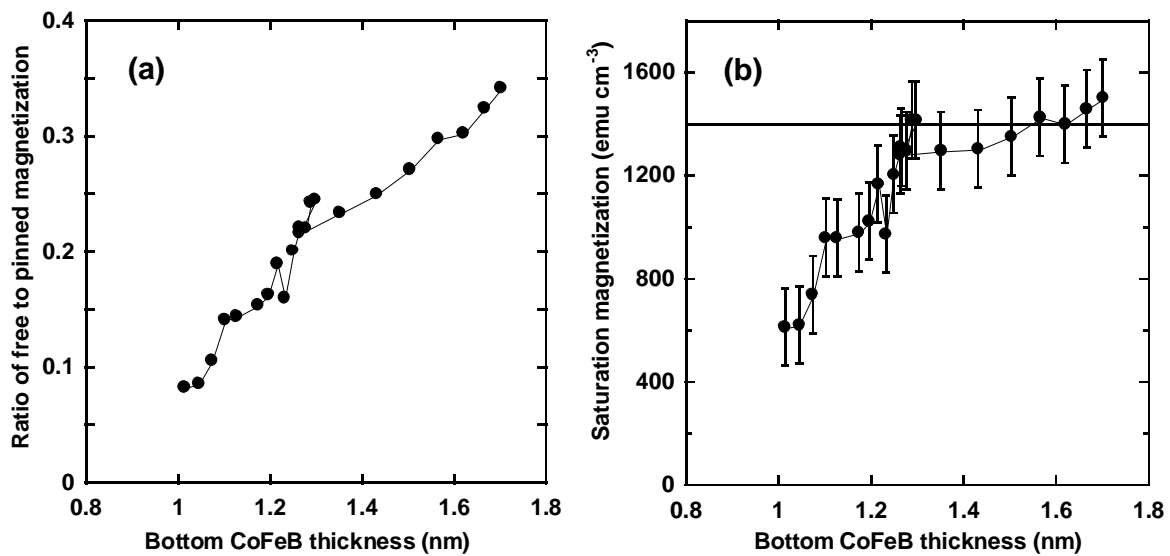 (a)
Ratio of free to pinned magnetization
0.4
0.3
0.2
0.1
0
0.8 1 1.2 1.4 1.6 1.8
Bottom CoFeB thickness (nm)
(b)
Saturation magnetization (emu cm-3)
1600
1200
800
400
0
0.8 1 1.2 1.4 1.6 1.8
Bottom CoFeB thickness (nm)